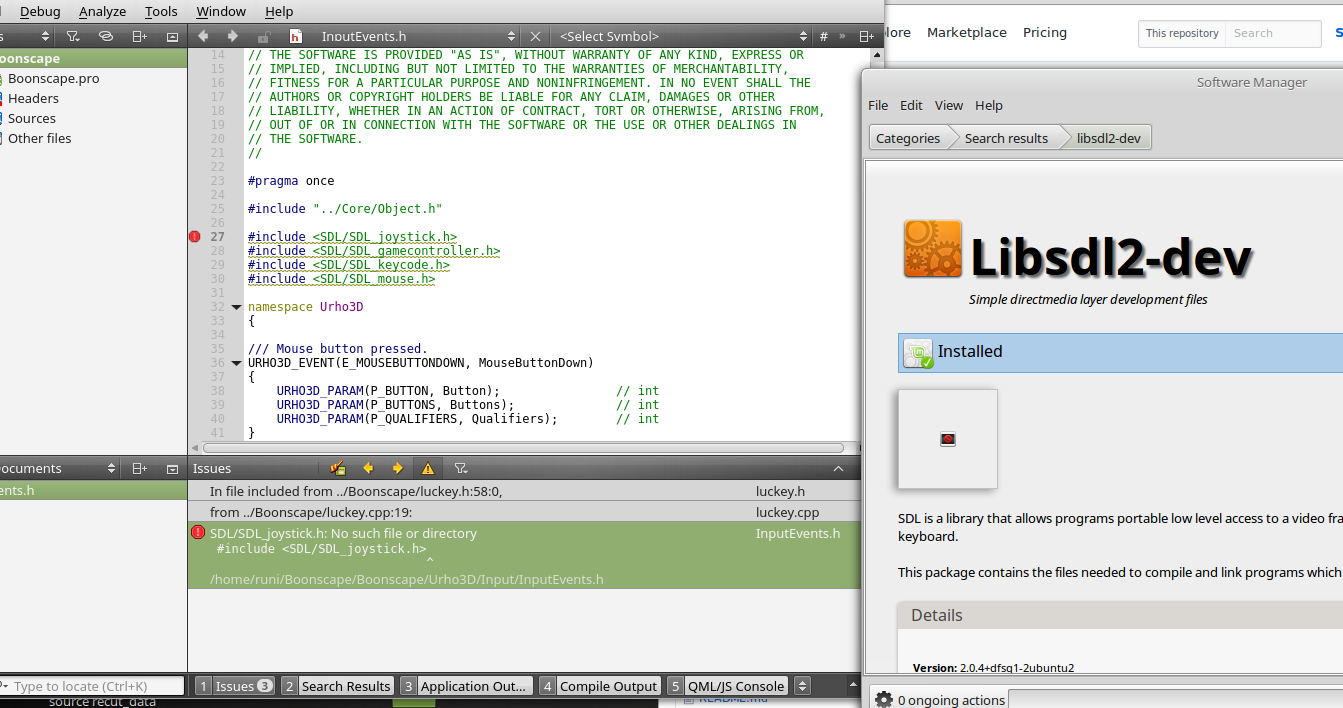 Debug Analyze Tools Window Help
InputEvents.h <Select Symbol> # »
Boonscape.pro
Headers
Sources
Other files
14 // THE SOFTWARE IS PROVIDED "AS IS", WITHOUT WARRANTY OF ANY KIND, EXPRESS OR
15 // IMPLIED, INCLUDING BUT NOT LIMITED TO THE WARRANTIES OF MERCHANTABILITY,
16 // FITNESS FOR A PARTICULAR PURPOSE AND NONINFRINGEMENT. IN NO EVENT SHALL THE
17 // AUTHORS OR COPYRIGHT HOLDERS BE LIABLE FOR ANY CLAIM, DAMAGES OR OTHER
18 // LIABILITY, WHETHER IN AN ACTION OF CONTRACT, TORT OR OTHERWISE, ARISING FROM,
19 // OUT OF OR IN CONNECTION WITH THE SOFTWARE OR THE USE OR OTHER DEALINGS IN
20 // THE SOFTWARE.
21 //
22
23 #pragma once
24
25 #include "../Core/Object.h"
26
27 #include <SDL/SDL_joystick.h>
28 #include <SDL/SDL_gamecontroller.h>
29 #include <SDL/SDL_keycode.h>
30 #include <SDL/SDL_mouse.h>
31
32 namespace Urho3D
33 {
34
35 /// Mouse button pressed.
36 URHO3D_EVENT(E_MOUSEBUTTONDOWN, MouseButtonDown)
37 {
38 URHO3D_PARAM(P_BUTTON, Button); // int
39 URHO3D_PARAM(P_BUTTONS, Buttons); // int
40 URHO3D_PARAM(P_QUALIFIERS, Qualifiers); // int
41 }
ocuments
ents.h
Issues
In file included from ../Boonscape/luckey.h:58:0, luckey.h
from ../Boonscape/luckey.cpp:19: luckey.cpp
SDL/SDL_joystick.h: No such file or directory InputEvents.h
#include <SDL/SDL_joystick.h>
^
/home/runi/Boonscape/Boonscape/Urho3D/Input/InputEvents.h
Type to locate (Ctrl+K) 1 Issues 3 2 Search Results 3 Application Out... 4 Compile Output 5 QML/JS Console
source recut_data
README.md
plore Marketplace Pricing This repository Search S
Software Manager
File Edit View Help
Categories Search results libsdl2-dev
Libsdl2-dev
Simple directmedia layer development files
Installed
SDL is a library that allows programs portable low level access to a video fra
keyboard.
This package contains the files needed to compile and link programs which
Details
Version: 2.0.4+dfsg1-2ubuntu2
0 ongoing actions